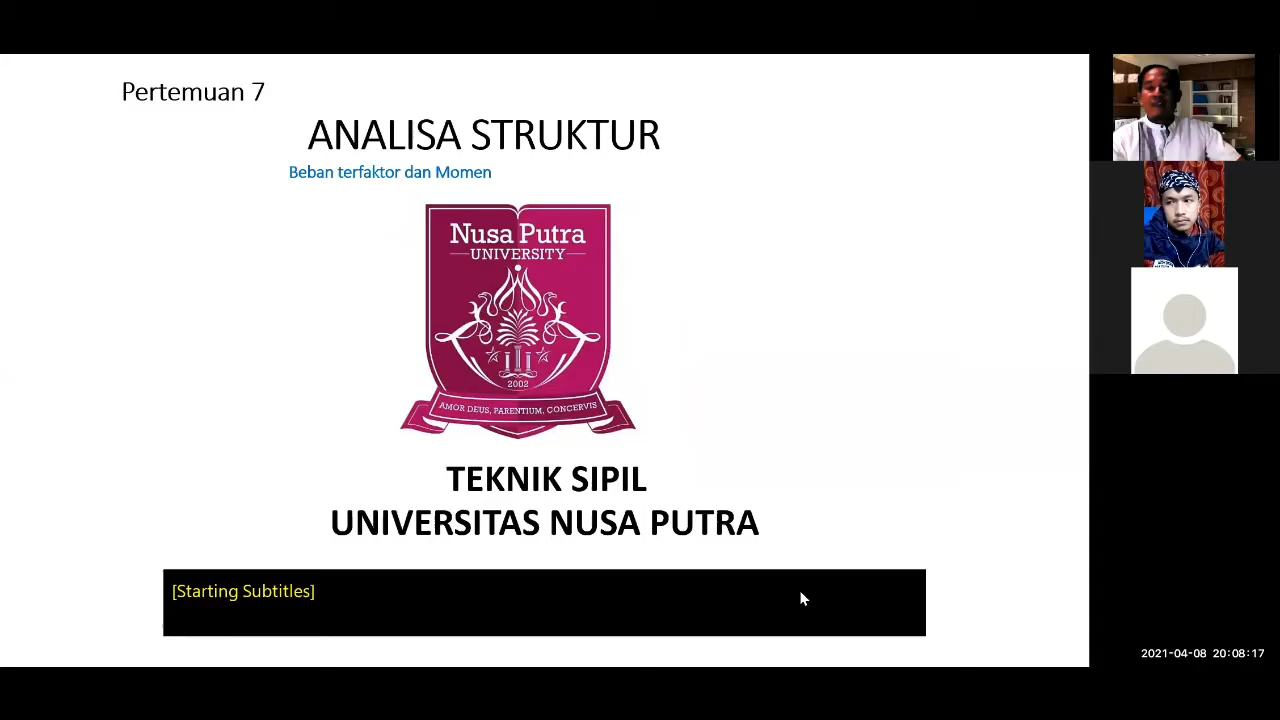 Pertemuan 7
ANALISA STRUKTUR
Beban terfaktor dan Momen
Nusa Putra
UNIVERSITY
2002
AMOR DEUS, PARENTIUM, CONCERVIS
TEKNIK SIPIL
UNIVERSITAS NUSA PUTRA
[Starting Subtitles]
2021-04-08 20:08:17